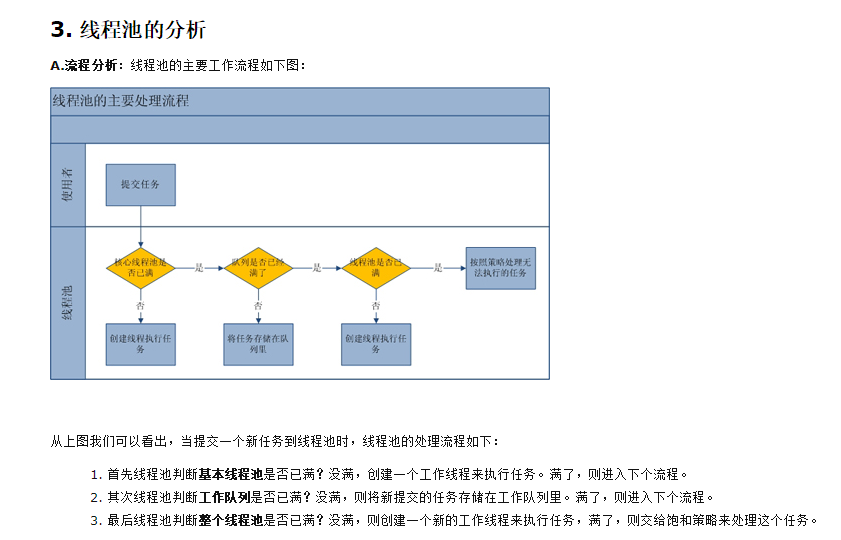 3. 线程池的分析
A.流程分析：线程池的主要工作流程如下图：
线程池的主要处理流程
使用者
提交任务
线程池
核心线程池是
否已满
是
队列是否已经
满了
是
线程池是否已
满
是
按照策略处理无
法执行的任务
否
否
否
创建线程执行任
务
将任务存储在队
列里
创建线程执行任
务
从上图我们可以看出，当提交一个新任务到线程池时，线程池的处理流程如下：
1. 首先线程池判断基本线程池是否已满？没满，创建一个工作线程来执行任务。满了，则进入下个流程。
2. 其次线程池判断工作队列是否已满？没满，则将新提交的任务存储在工作队列里。满了，则进入下个流程。
3. 最后线程池判断整个线程池是否已满？没满，则创建一个新的工作线程来执行任务，满了，则交给饱和策略来处理这个任务。